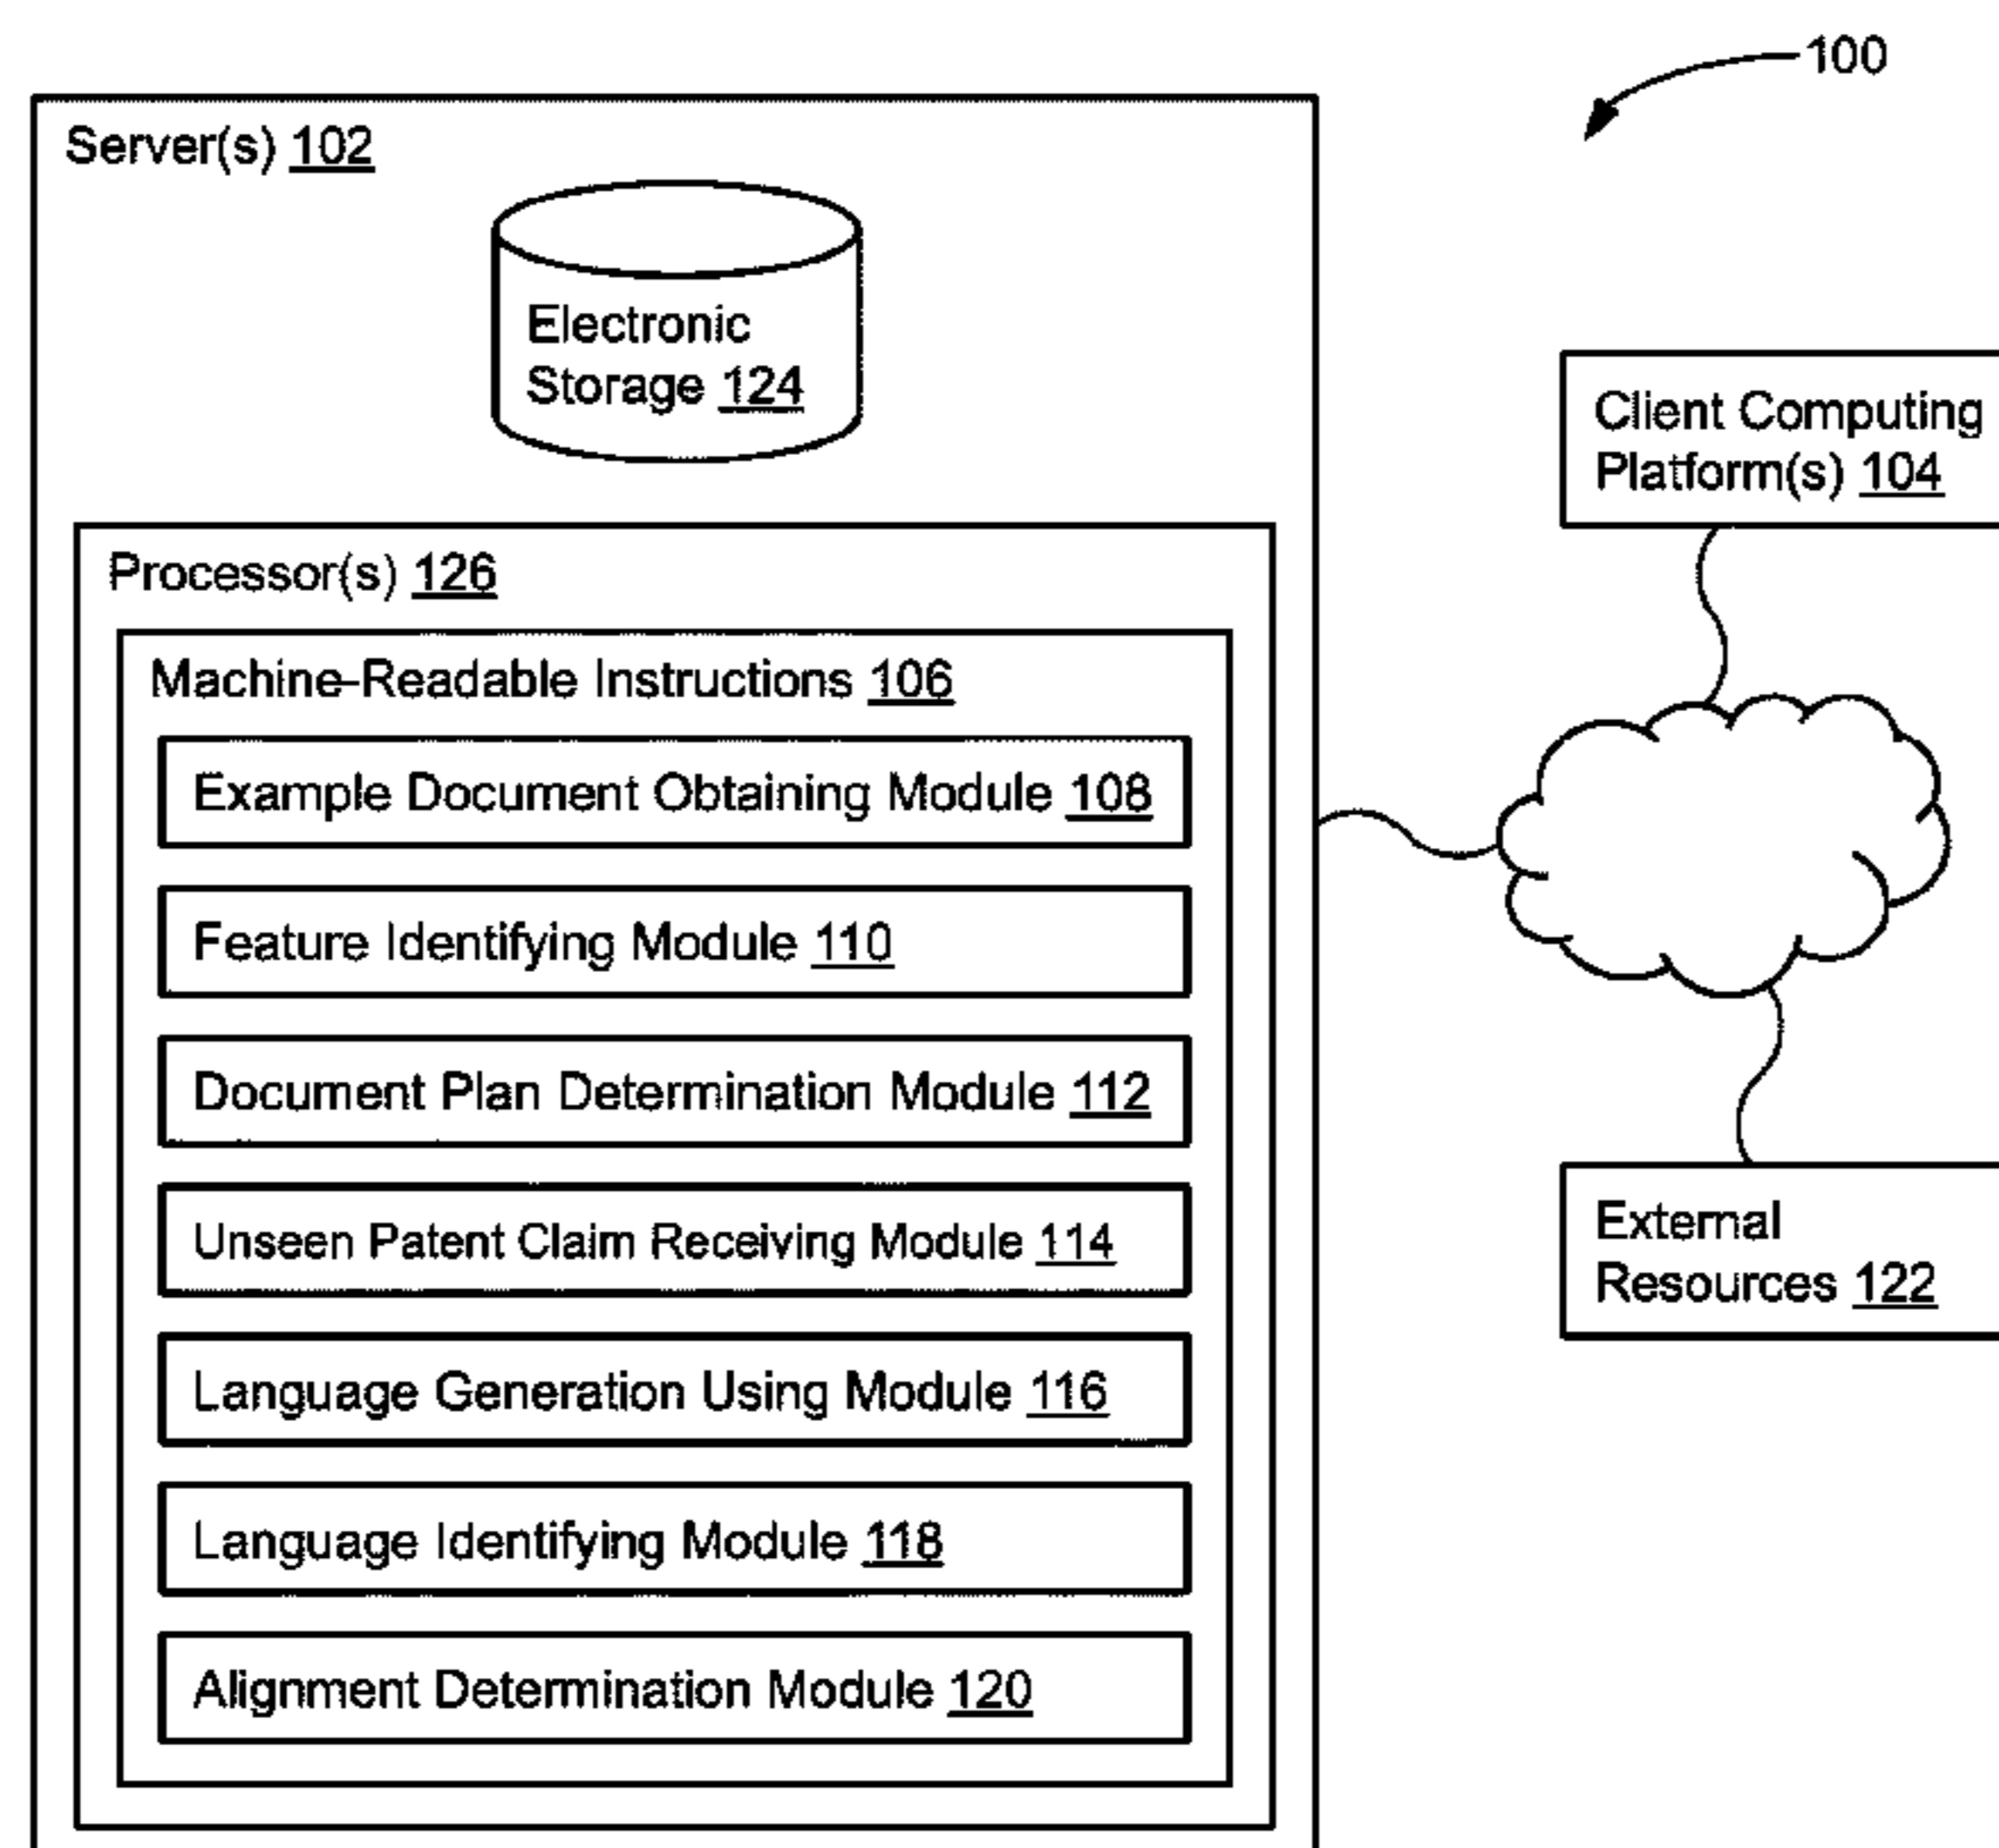 100
Server(s) 102
Electronic
Storage 124
Client Computing
Platform(s) 104
Processor(s) 126
Machine-Readable Instructions 106
Example Document Obtaining Module 108
Feature Identifying Module 110
Document Plan Determination Module 112
Unseen Patent Claim Receiving Module 114
Language Generation Using Module 116
Language Identifying Module 118
Alignment Determination Module 120
External
Resources 122